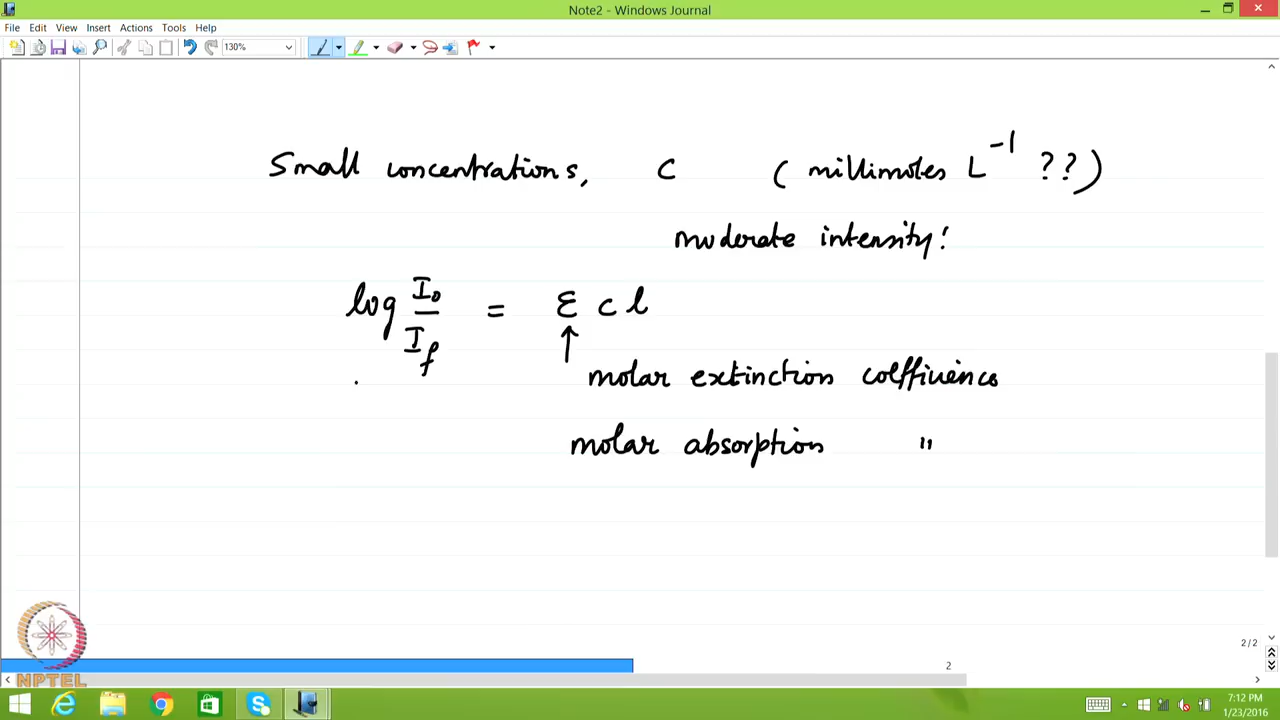 Note2 - Windows Journal
File Edit View Insert Actions Tools Help
130%
Small concentrations, c ( millimoles L⁻¹ ??)
moderate intensity!
log I₀/I_f = ε c l
↑
molar extinction coefficients
molar absorption "
2/2
2
NPTEL
7:12 PM
1/23/2016